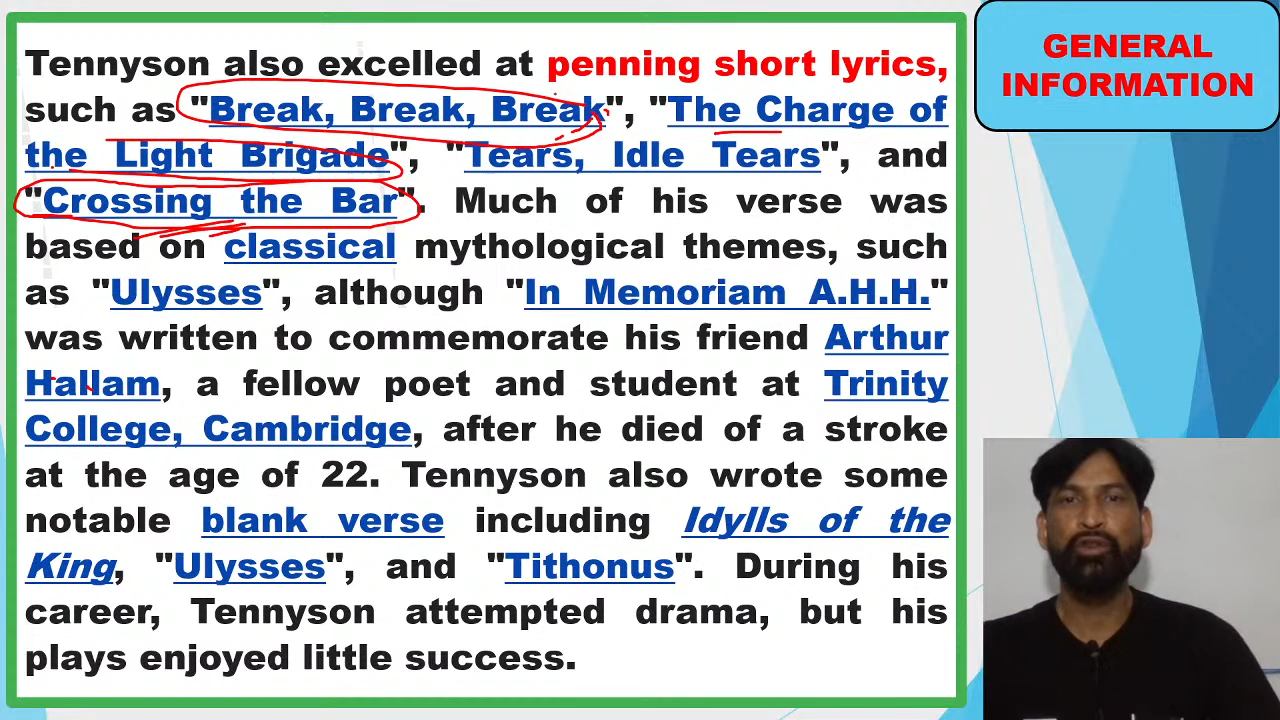 Tennyson also excelled at penning short lyrics,
such as "Break, Break, Break", "The Charge of
the Light Brigade", "Tears, Idle Tears", and
"Crossing the Bar". Much of his verse was
based on classical mythological themes, such
as "Ulysses", although "In Memoriam A.H.H."
was written to commemorate his friend Arthur
Hallam, a fellow poet and student at Trinity
College, Cambridge, after he died of a stroke
at the age of 22. Tennyson also wrote some
notable blank verse including Idylls of the
King, "Ulysses", and "Tithonus". During his
career, Tennyson attempted drama, but his
plays enjoyed little success.
GENERAL
INFORMATION